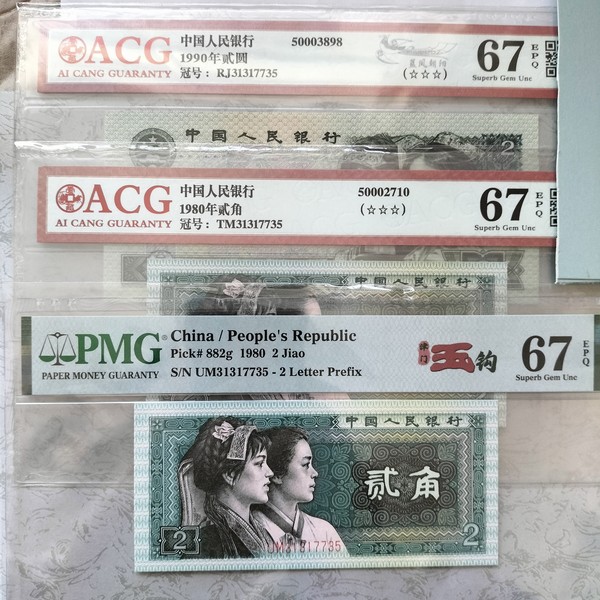 ACG
AI CANG GUARANTY
中国人民银行 50003898
1990年贰圆
冠号：RJ31317735 (☆☆☆)
67 EPQ
Superb Gem Unc
中国人民银行
2
ACG
AI CANG GUARANTY
中国人民银行 50002710
1980年贰角 (☆☆☆)
冠号：TM31317735
67 EPQ
Superb Gem Unc
中国人民银行
PMG
PAPER MONEY GUARANTY
China / People's Republic
Pick# 882g 1980 2 Jiao
S/N UM31317735 - 2 Letter Prefix
玉钩
67 EPQ
Superb Gem Unc
中国人民银行
贰角
2
UM31317735
2